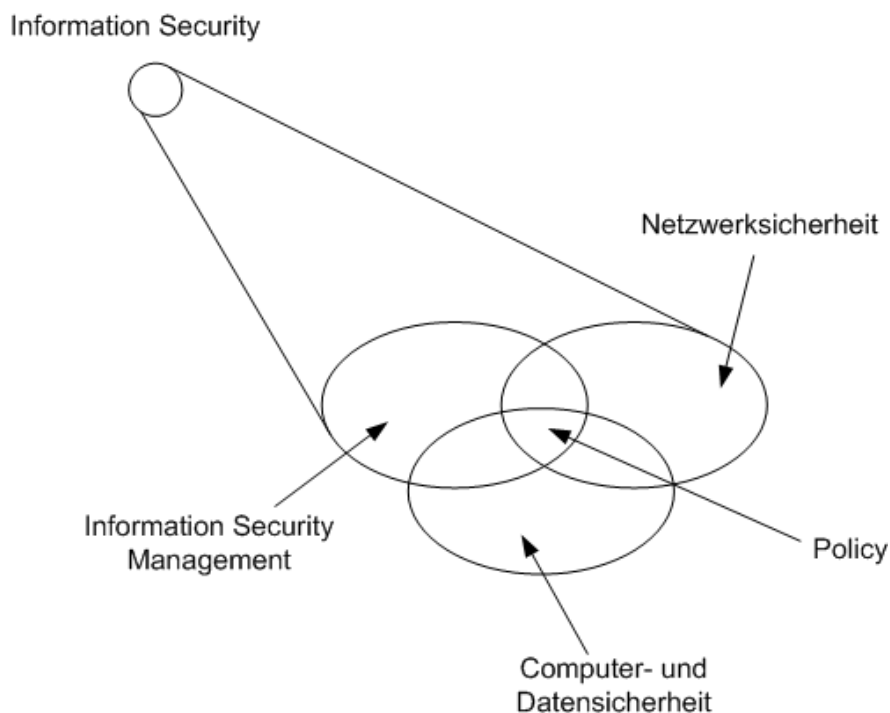 Information Security
Netzwerksicherheit
Information Security
Management
Policy
Computer- und
Datensicherheit